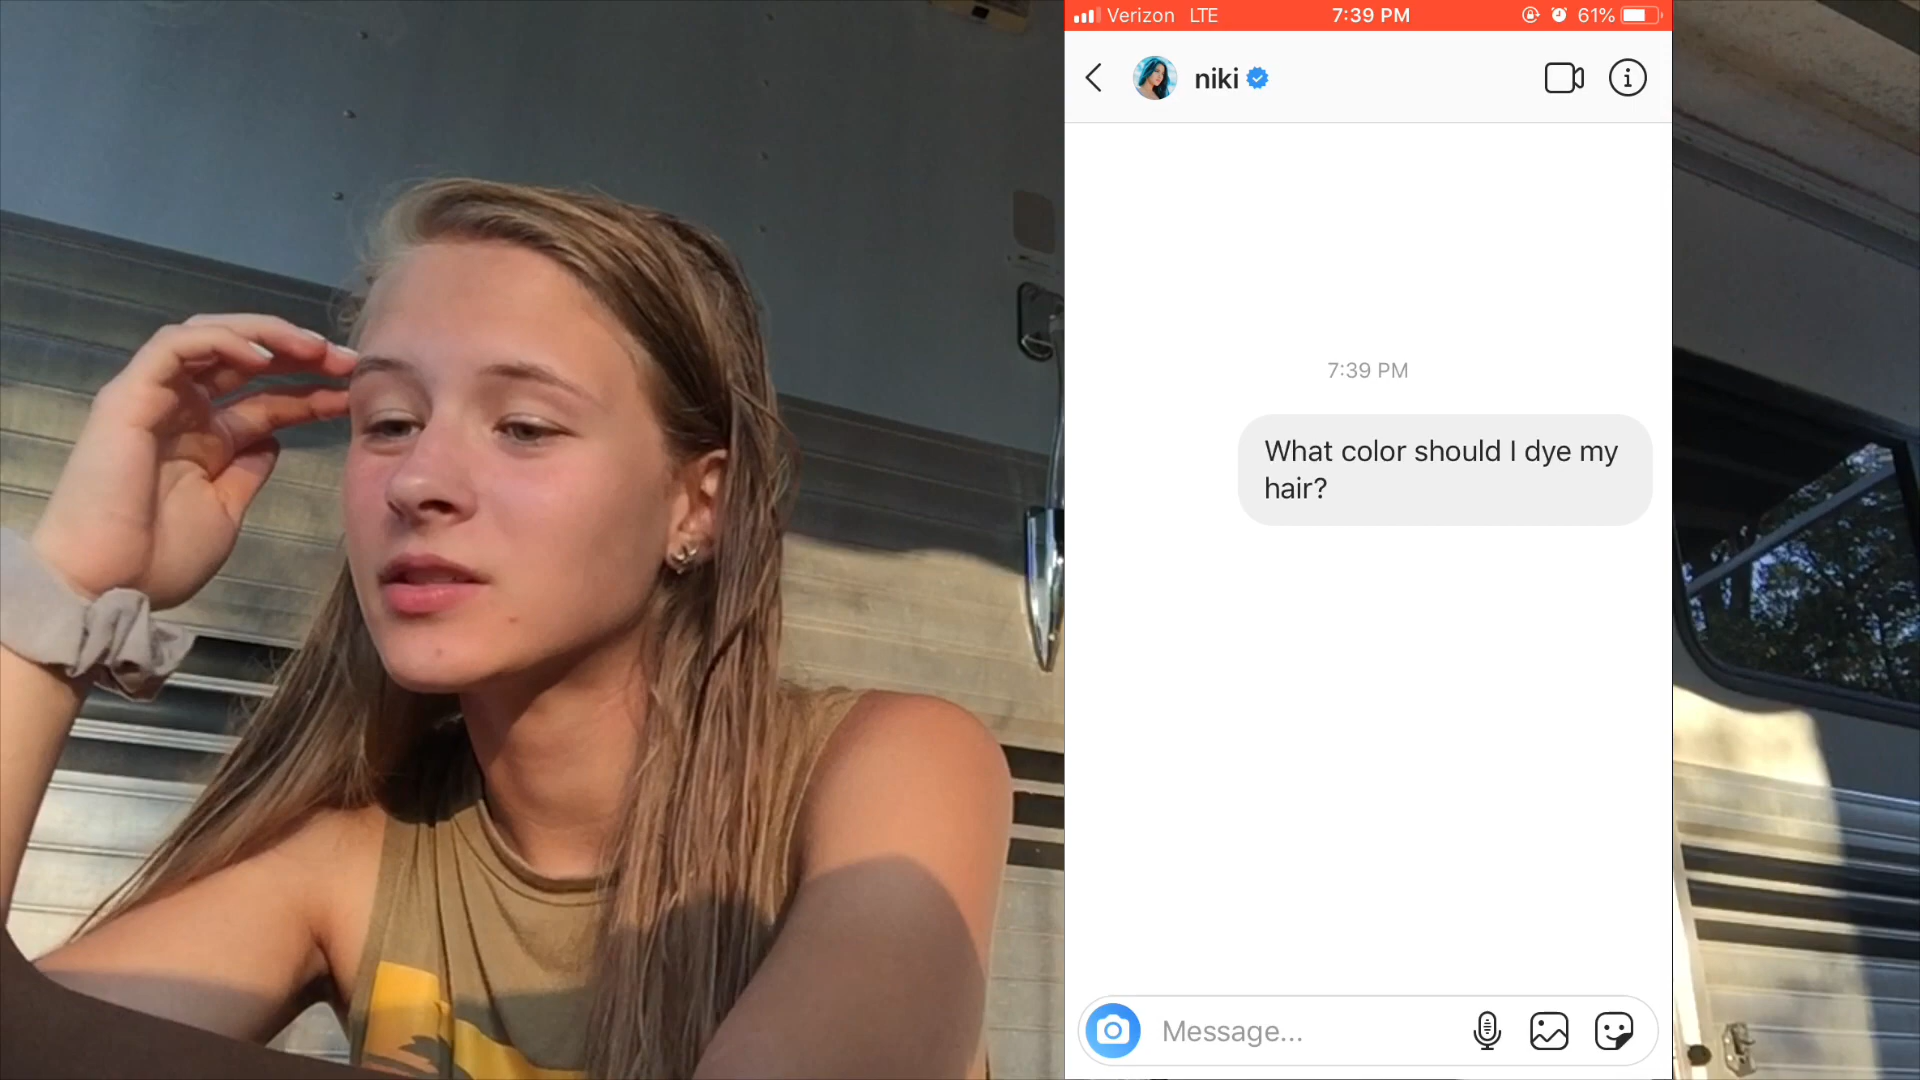 Verizon LTE 7:39 PM 61%
niki
7:39 PM
What color should I dye my
hair?
Message...